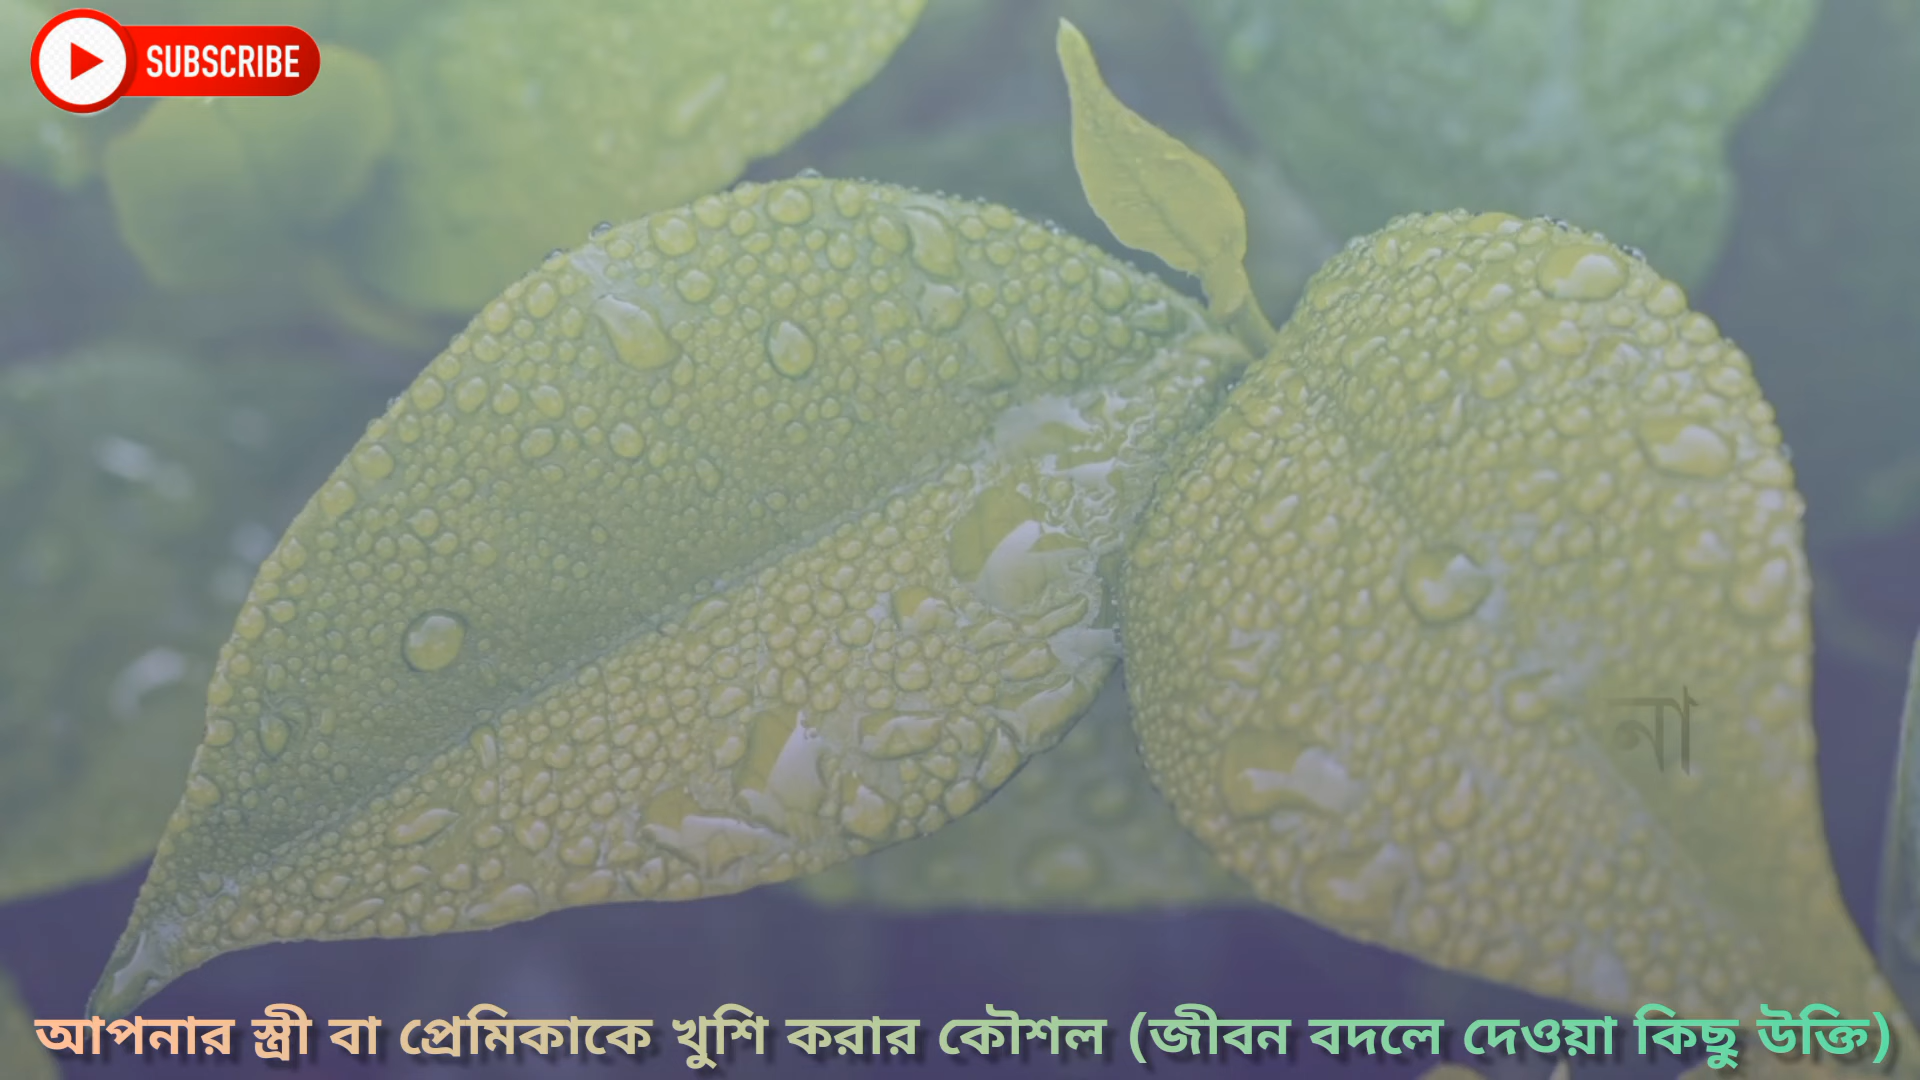 SUBSCRIBE
না
আপনার স্ত্রী বা প্রেমিকাকে খুশি করার কৌশল (জীবন বদলে দেওয়া কিছু উক্তি)